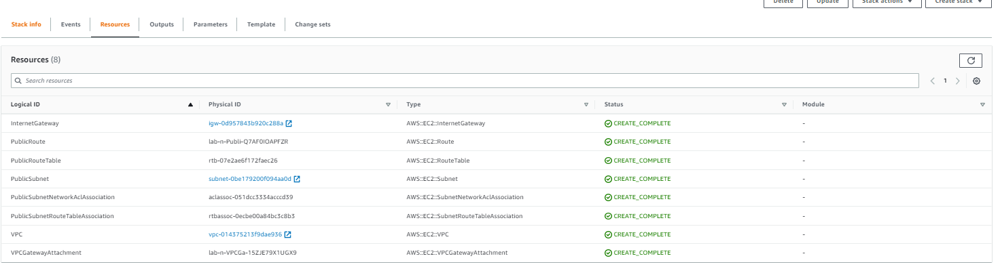 Delete Update Stack actions Create stack
Stack info Events Resources Outputs Parameters Template Change sets
Resources (8)
Search resources 1
Logical ID Physical ID Type Status Module
InternetGateway igw-0d957843b920c288a AWS::EC2::InternetGateway CREATE_COMPLETE -
PublicRoute lab-n-Publi-Q7AF0IOAPFZR AWS::EC2::Route CREATE_COMPLETE -
PublicRouteTable rtb-07e2ae6f172faec26 AWS::EC2::RouteTable CREATE_COMPLETE -
PublicSubnet subnet-0be179200f094aa0d AWS::EC2::Subnet CREATE_COMPLETE -
PublicSubnetNetworkAclAssociation aclassoc-051dcc3334acccd39 AWS::EC2::SubnetNetworkAclAssociation CREATE_COMPLETE -
PublicSubnetRouteTableAssociation rtbassoc-0ecbe00a84bc3c8b3 AWS::EC2::SubnetRouteTableAssociation CREATE_COMPLETE -
VPC vpc-014375213f9dae936 AWS::EC2::VPC CREATE_COMPLETE -
VPCGatewayAttachment lab-n-VPCGa-15ZJE79X1UGX9 AWS::EC2::VPCGatewayAttachment CREATE_COMPLETE -